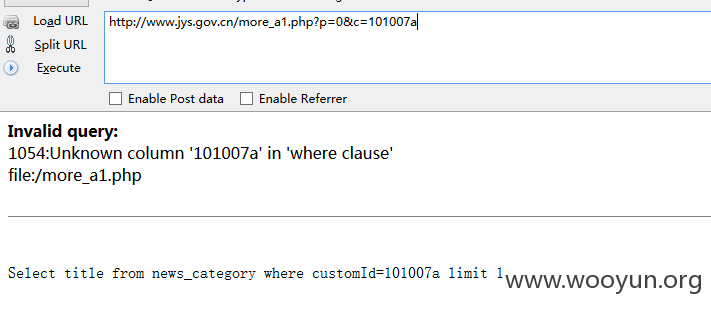 Load URL
http://www.jys.gov.cn/more_a1.php?p=0&c=101007a
Split URL
Execute
Enable Post data
Enable Referrer
Invalid query:
1054:Unknown column '101007a' in 'where clause'
file:/more_a1.php
Select title from news_category where customId=101007a limit 1
www.wooyun.org